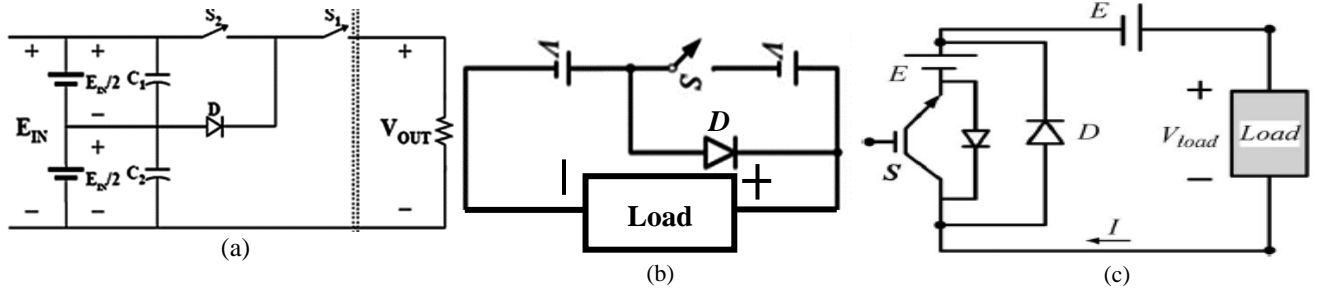 S₂
S₁
+
+
+
E_IN/2
C₁
−
D
E_IN
+
V_OUT
E_IN/2
C₂
−
−
−
(a)
V
S
V
D
−
+
Load
(b)
E
E
S
D
+
V_load
−
Load
I
(c)